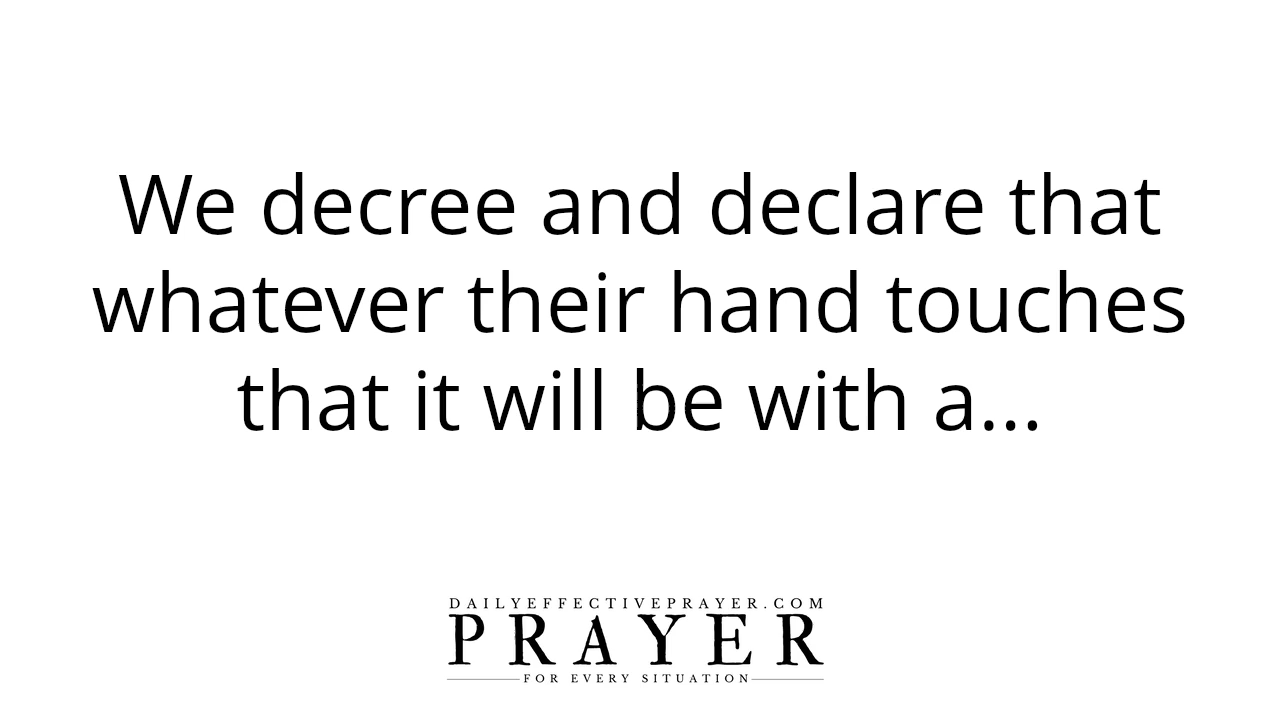 We decree and declare that
whatever their hand touches
that it will be with a...
DAILYEFFECTIVEPRAYER.COM
PRAYER
FOR EVERY SITUATION